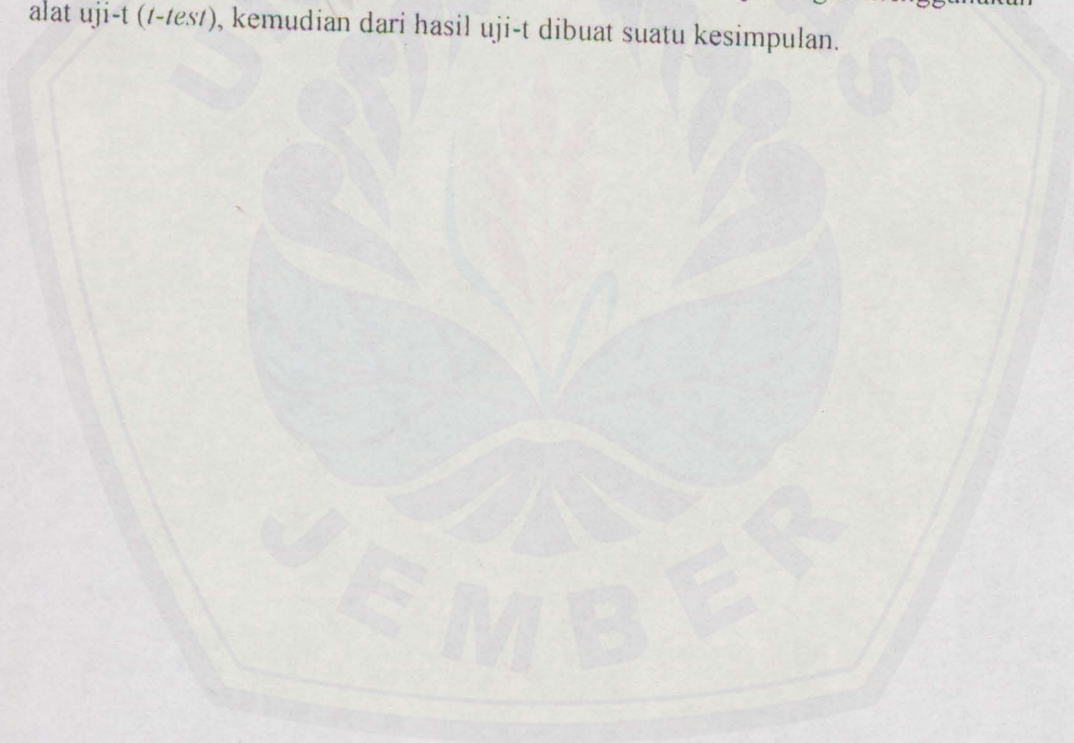 alat uji-t (t-test), kemudian dari hasil uji-t dibuat suatu kesimpulan.
JEMBER